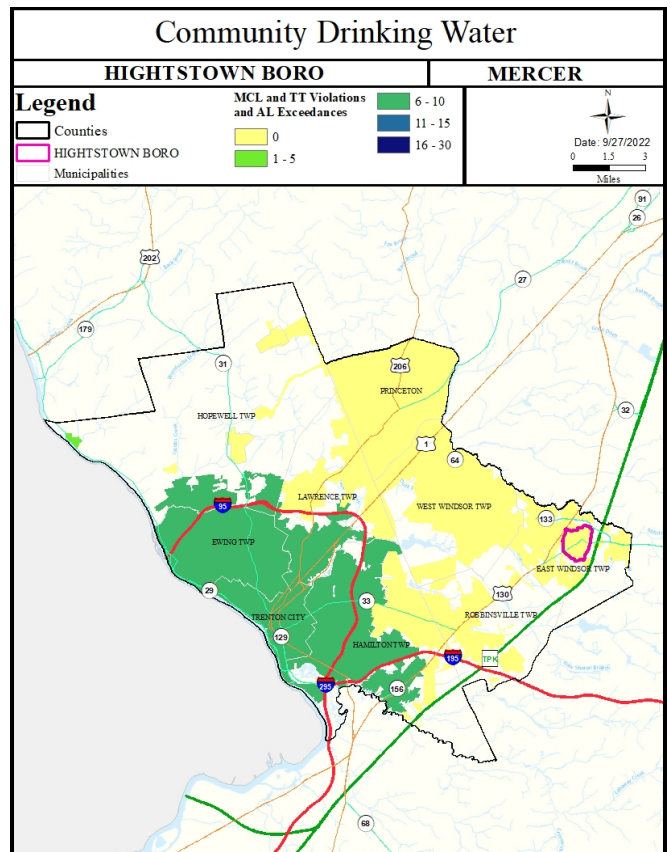 Community Drinking Water
HIGHTSTOWN BORO
MERCER
Legend
Counties
HIGHTSTOWN BORO
Municipalities
MCL and TT Violations
and AL Exceedances
0
1 - 5
6 - 10
11 - 15
16 - 30
N
Date: 9/27/2022
0 1.5 3
Miles
91
26
202
27
179
31
206
PRINCETON
32
HOPEWELL TWP
1
64
LAWRENCE TWP
95
WEST WINDSOR TWP
133
EWING TWP
EAST WINDSOR TWP
29
130
33
TRENTON CITY
ROBBINSVILLE TWP
129
HAMILTON TWP
195
TPK
295
156
68